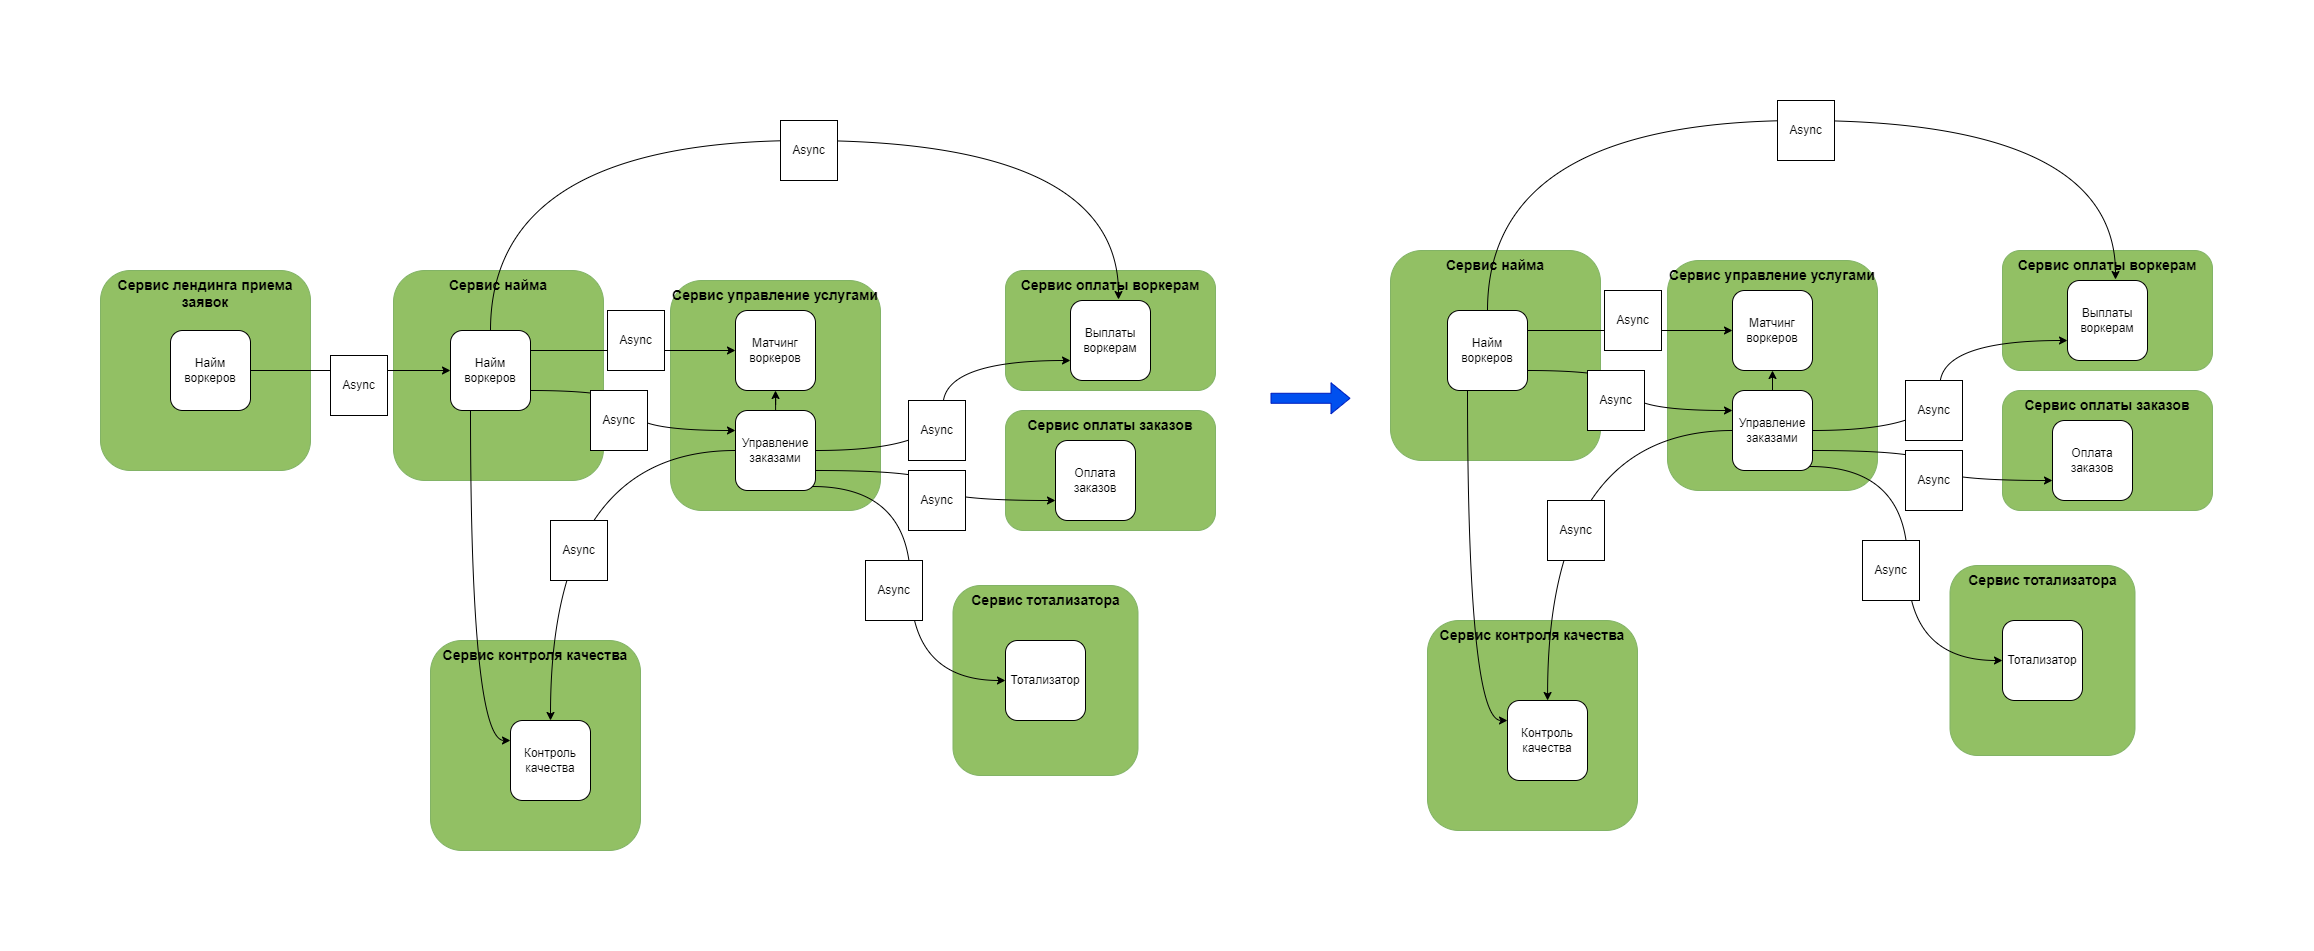 Async
Сервис лендинга приема
заявок
Найм
воркеров
Async
Сервис найма
Найм
воркеров
Async
Async
Сервис управление услугами
Матчинг
воркеров
Управление
заказами
Async
Async
Async
Async
Сервис оплаты воркерам
Выплаты
воркерам
Сервис оплаты заказов
Оплата
заказов
Сервис тотализатора
Тотализатор
Сервис контроля качества
Контроль
качества
Async
Сервис найма
Найм
воркеров
Async
Async
Сервис управление услугами
Матчинг
воркеров
Управление
заказами
Async
Async
Async
Async
Сервис оплаты воркерам
Выплаты
воркерам
Сервис оплаты заказов
Оплата
заказов
Сервис тотализатора
Тотализатор
Сервис контроля качества
Контроль
качества